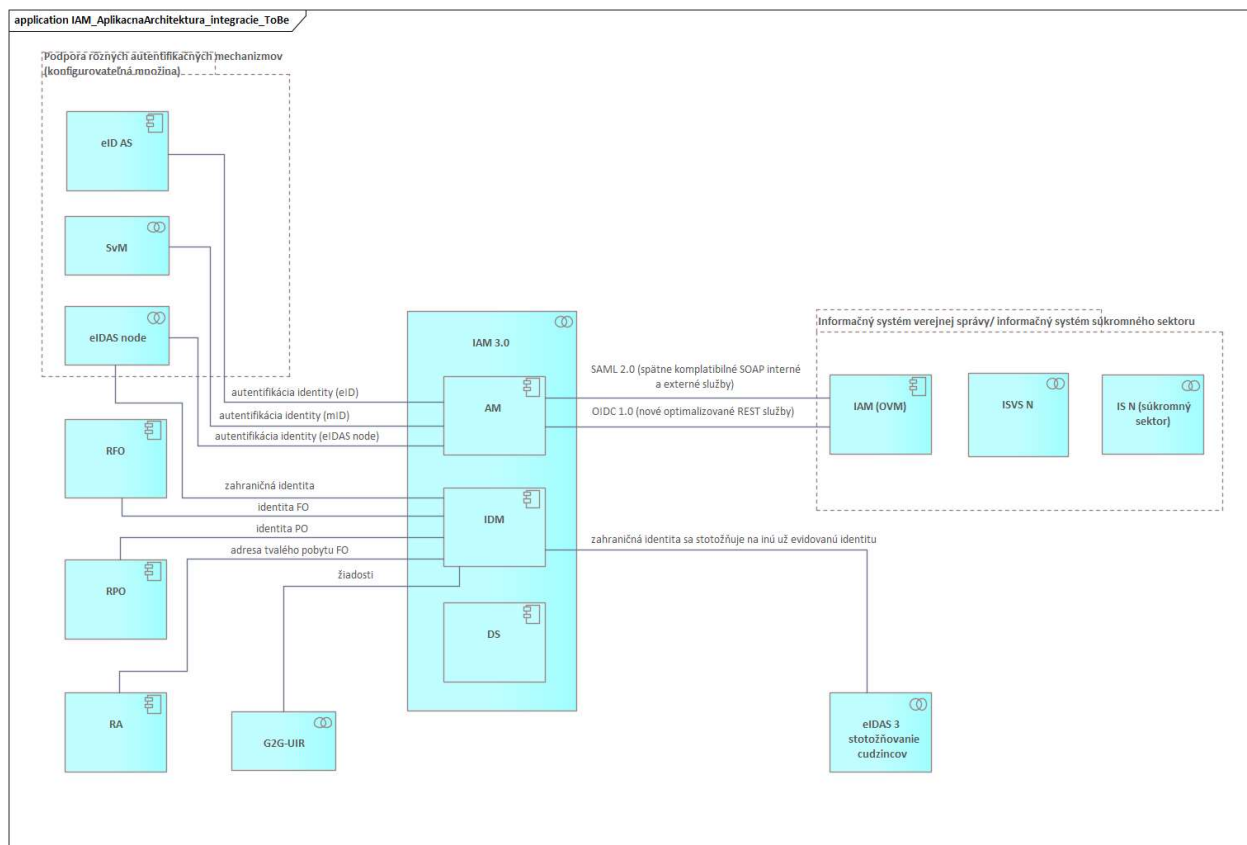 application IAM_AplikacnaArchitektura_integracie_ToBe
Podpora rôznych autentifikačných mechanizmov
(konfigurovateľná množina)
eID AS
SvM
eIDAS node
RFO
RPO
RA
G2G-UIR
autentifikácia identity (eID)
autentifikácia identity (mID)
autentifikácia identity (eIDAS node)
zahraničná identita
identita FO
identita PO
adresa tvalého pobytu FO
žiadosti
IAM 3.0
AM
IDM
DS
SAML 2.0 (spätne komplatibilné SOAP interné
a externé služby)
OIDC 1.0 (nové optimalizované REST služby)
zahraničná identita sa stotožňuje na inú už evidovanú identitu
Informačný systém verejnej správy/ informačný systém súkromného sektoru
IAM (OVM)
ISVS N
IS N (súkromný
sektor)
eIDAS 3
stotožňovanie
cudzincov